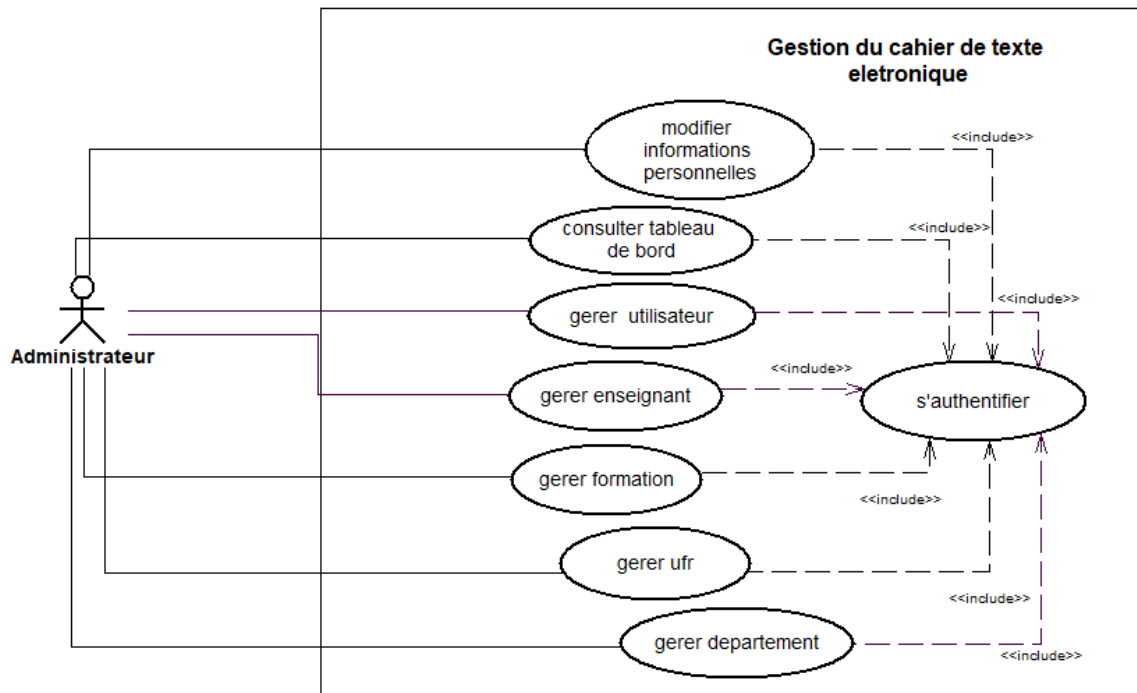 Gestion du cahier de texte
eletronique
modifier
informations
personnelles
<<include>>
consulter tableau
de bord
<<include>>
gerer utilisateur
<<include>>
Administrateur
gerer enseignant
<<include>>
s'authentifier
gerer formation
<<include>>
gerer ufr
<<include>>
gerer departement
<<include>>